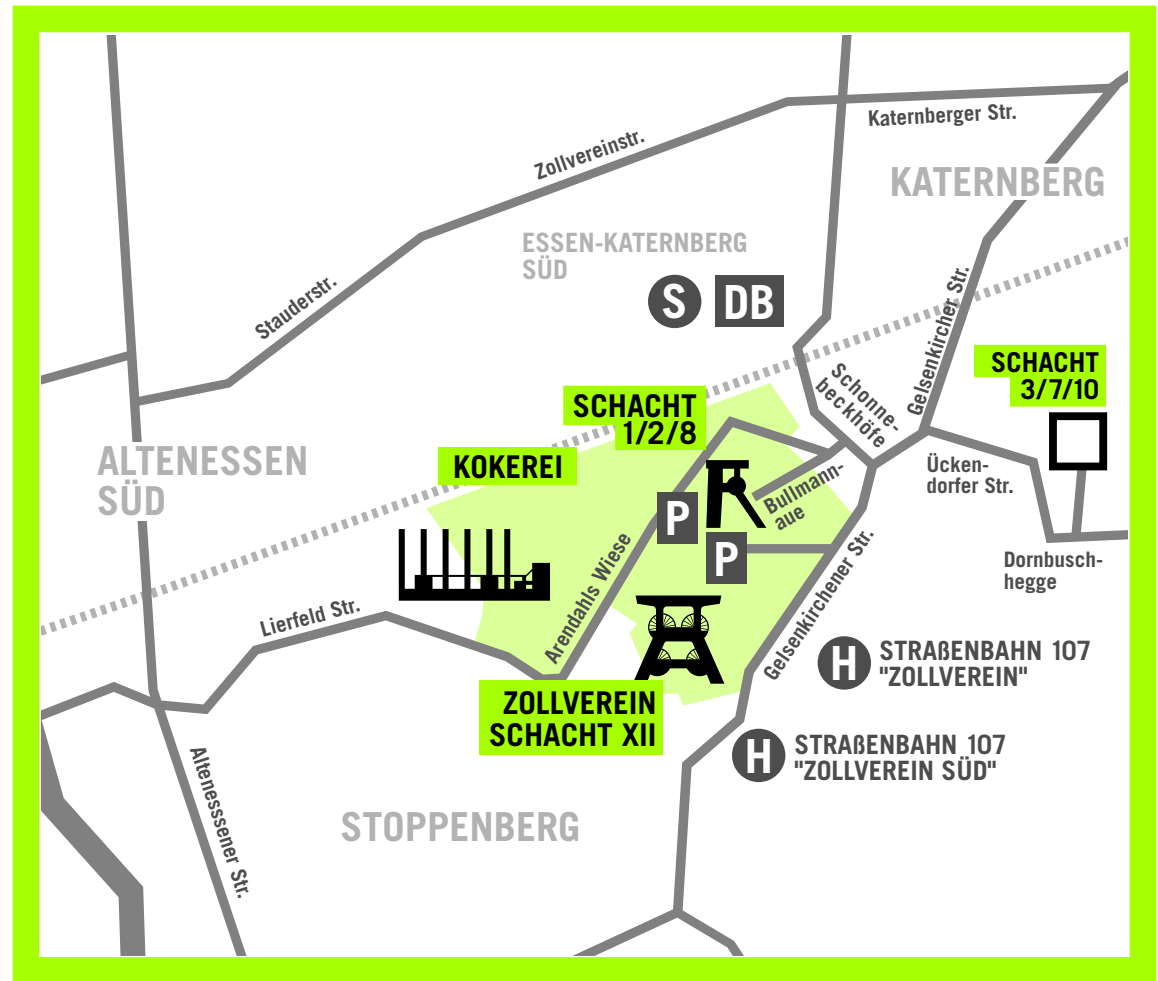 Katernberger Str.
Zollvereinstr.
KATERNBERG
ESSEN-KATERNBERG
SÜD
S
DB
Stauderstr.
Gelsenkircher Str.
SCHACHT
3/7/10
Schonne-
beckhöfe
SCHACHT
1/2/8
ALTENESSEN
SÜD
KOKEREI
Ücken-
dorfer Str.
Bullmann-
aue
P
P
Dornbusch-
hegge
Arendahls Wiese
Lierfeld Str.
Gelsenkirchener Str.
H
STRAßENBAHN 107
"ZOLLVEREIN"
ZOLLVEREIN
SCHACHT XII
H
STRAßENBAHN 107
"ZOLLVEREIN SÜD"
Altenesssener Str.
STOPPENBERG